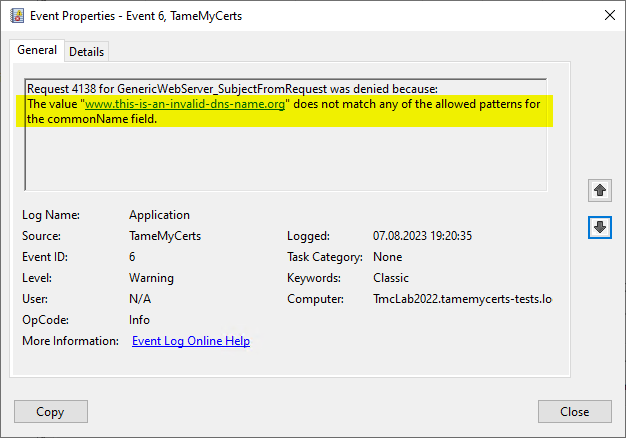 Event Properties - Event 6, TameMyCerts
General Details
Request 4138 for GenericWebServer_SubjectFromRequest was denied because:
The value "www.this-is-an-invalid-dns-name.org" does not match any of the allowed patterns for
the commonName field.
Log Name: Application
Source: TameMyCerts Logged: 07.08.2023 19:20:35
Event ID: 6 Task Category: None
Level: Warning Keywords: Classic
User: N/A Computer: TmcLab2022.tamemycerts-tests.lo
OpCode: Info
More Information: Event Log Online Help
Copy Close